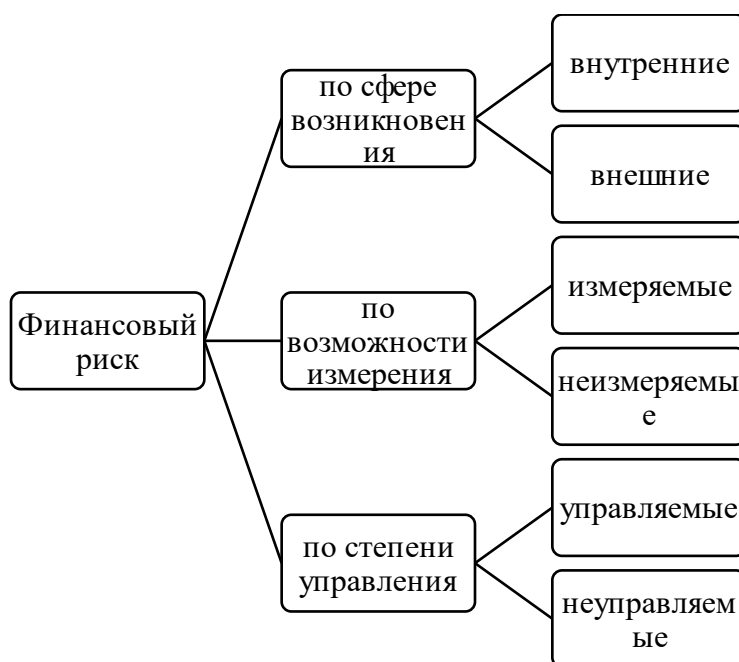 Финансовый
риск
по сфере
возникновен
ия
внутренние
внешние
по
возможности
измерения
измеряемые
неизмеряемы
е
по степени
управления
управляемые
неуправляем
ые